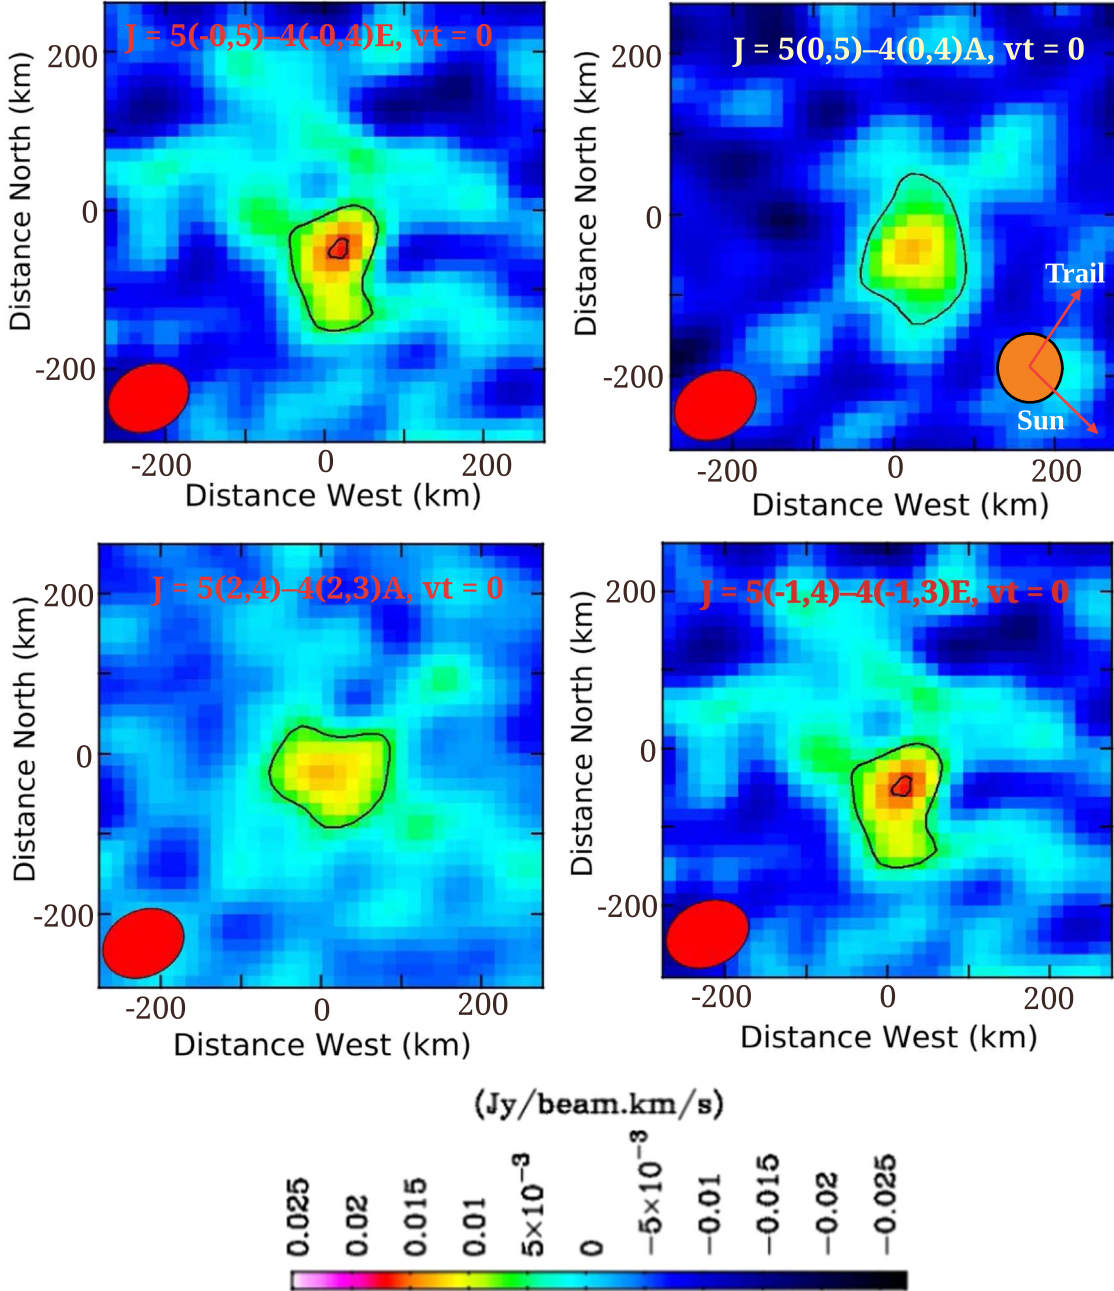 J = 5(-0,5)–4(-0,4)E, vt = 0
200
0
-200
Distance North (km)
-200
0
200
Distance West (km)
J = 5(0,5)–4(0,4)A, vt = 0
200
0
-200
Distance North (km)
Trail
Sun
-200
0
200
Distance West (km)
J = 5(2,4)–4(2,3)A, vt = 0
200
0
-200
Distance North (km)
-200
0
200
Distance West (km)
J = 5(-1,4)–4(-1,3)E, vt = 0
200
0
-200
Distance North (km)
-200
0
200
Distance West (km)
(Jy/beam.km/s)
0.025
0.02
0.015
0.01
5×10⁻³
0
−5×10⁻³
−0.01
−0.015
−0.02
−0.025